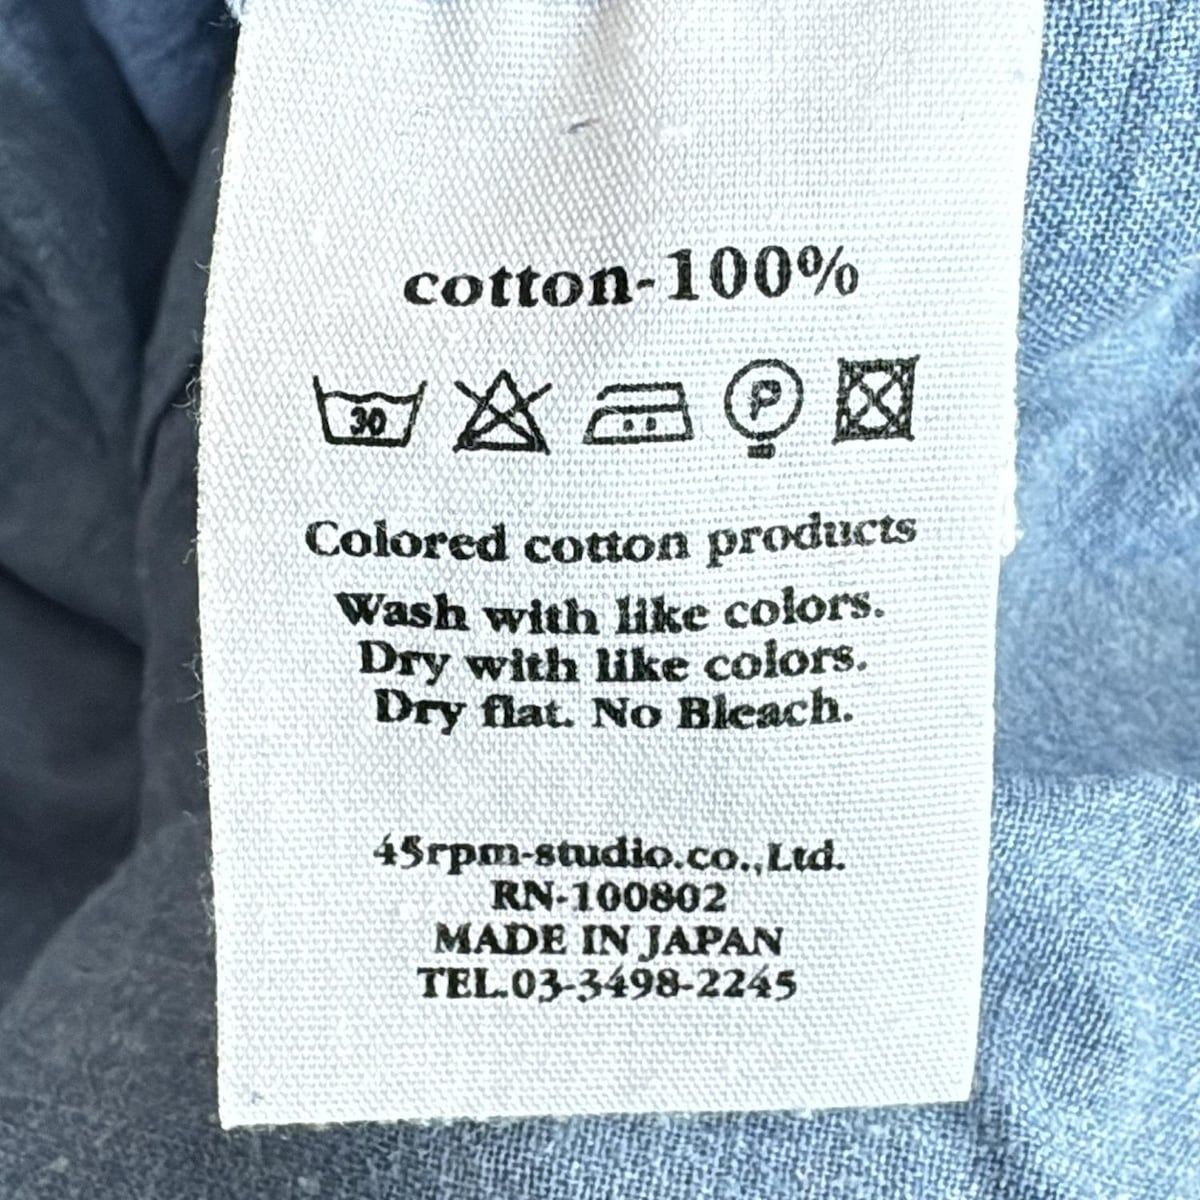 cotton-100%
30 P
Colored cotton products
Wash with like colors.
Dry with like colors.
Dry flat. No Bleach.
45rpm-studio.co.,Ltd.
RN-100802
MADE IN JAPAN
TEL.03-3498-2245